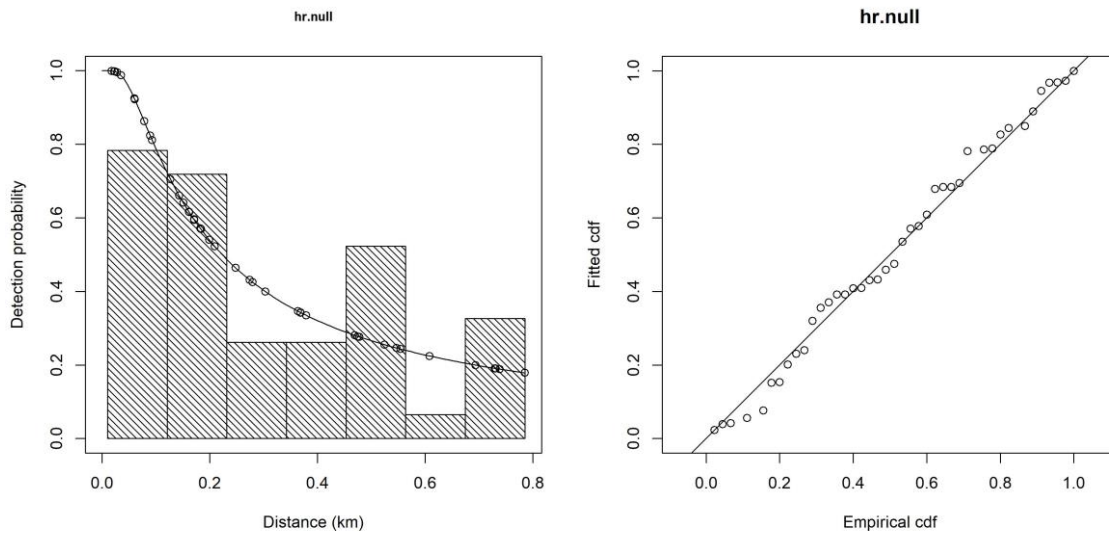 hr.null
Detection probability
1.0
0.8
0.6
0.4
0.2
0.0
0.0 0.2 0.4 0.6 0.8
Distance (km)
hr.null
Fitted cdf
1.0
0.8
0.6
0.4
0.2
0.0
0.0 0.2 0.4 0.6 0.8 1.0
Empirical cdf